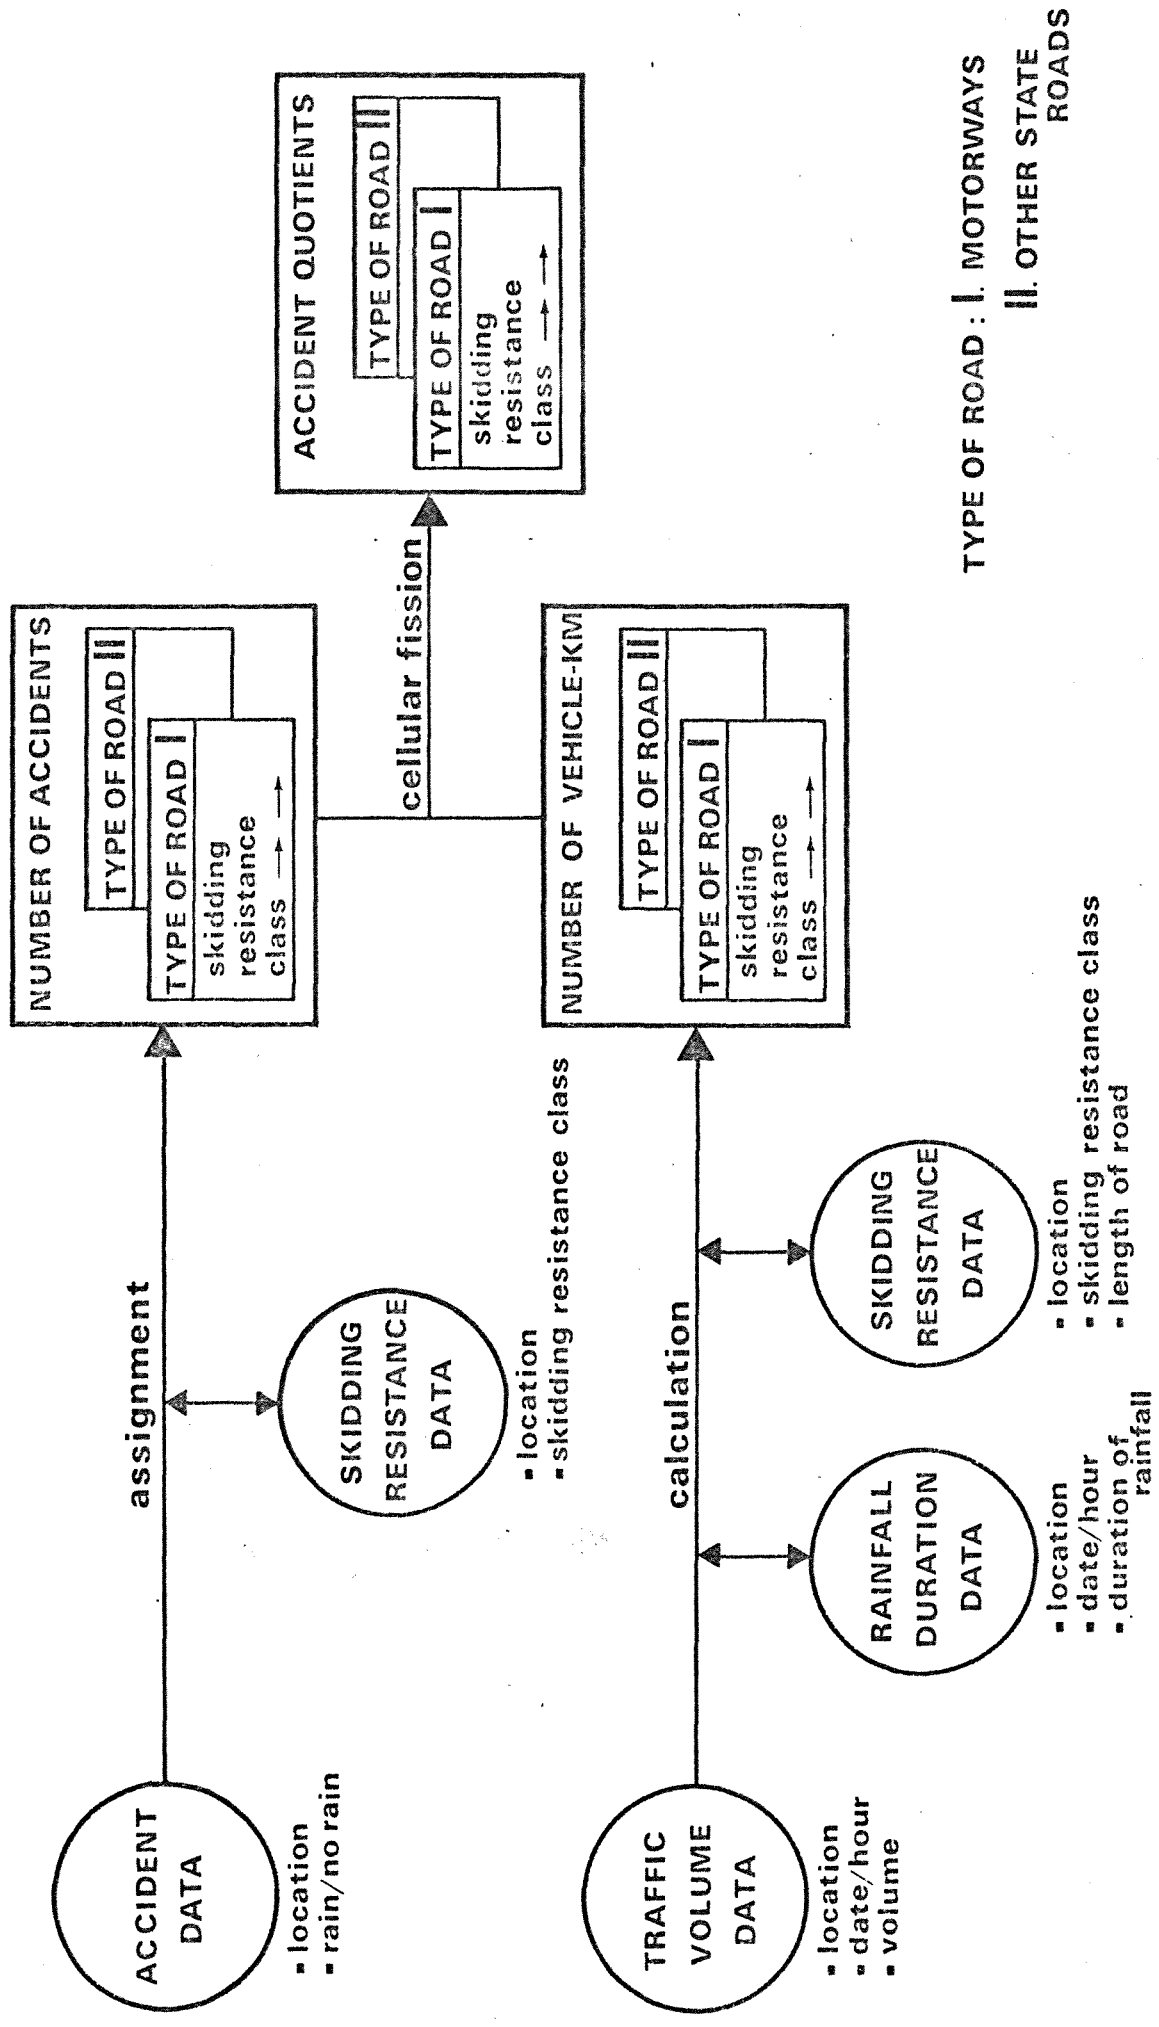 ACCIDENT
DATA
▪ location
▪ rain/no rain
assignment
SKIDDING
RESISTANCE
DATA
▪ location
▪ skidding resistance class
NUMBER OF ACCIDENTS
TYPE OF ROAD II
TYPE OF ROAD I
skidding
resistance
class → →
TRAFFIC
VOLUME
DATA
▪ location
▪ date/hour
▪ volume
calculation
RAINFALL
DURATION
DATA
▪ location
▪ date/hour
▪ duration of
rainfall
SKIDDING
RESISTANCE
DATA
▪ location
▪ skidding resistance class
▪ length of road
NUMBER OF VEHICLE-KM
TYPE OF ROAD II
TYPE OF ROAD I
skidding
resistance
class → →
cellular fission
ACCIDENT QUOTIENTS
TYPE OF ROAD II
TYPE OF ROAD I
skidding
resistance
class → →
TYPE OF ROAD : I. MOTORWAYS
II. OTHER STATE
ROADS